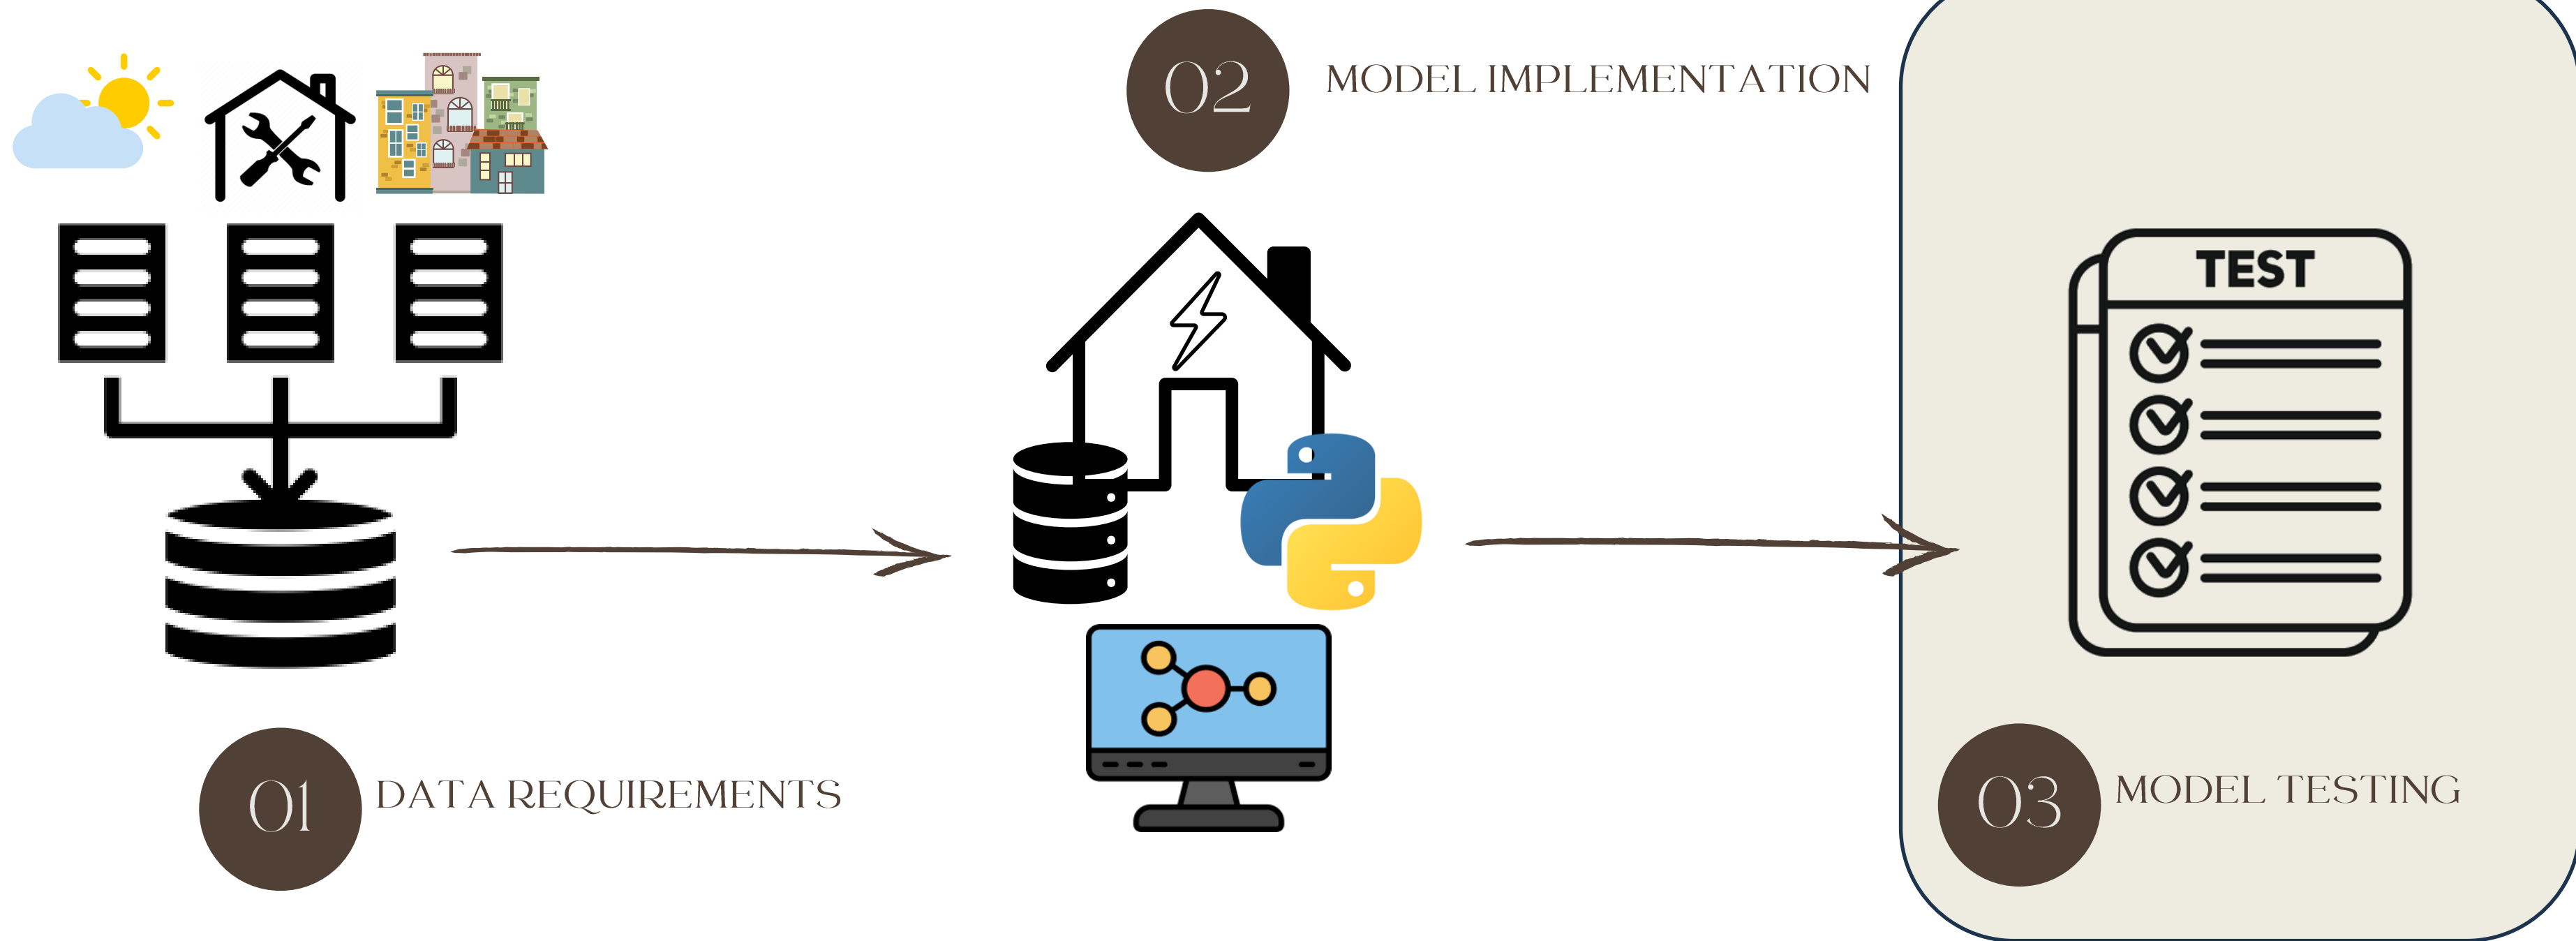 02
MODEL IMPLEMENTATION
TEST
01
DATA REQUIREMENTS
03
MODEL TESTING